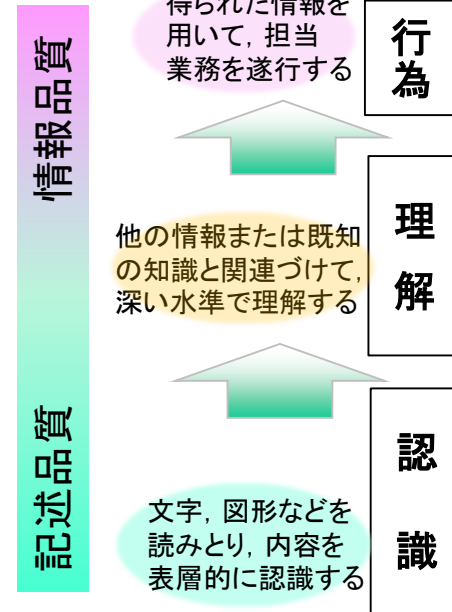 得られた情報を
用いて，担当
業務を遂行する
行為
情報品質
他の情報または既知
の知識と関連づけて，
深い水準で理解する
理解
記述品質
文字，図形などを
読みとり，内容を
表層的に認識する
認識